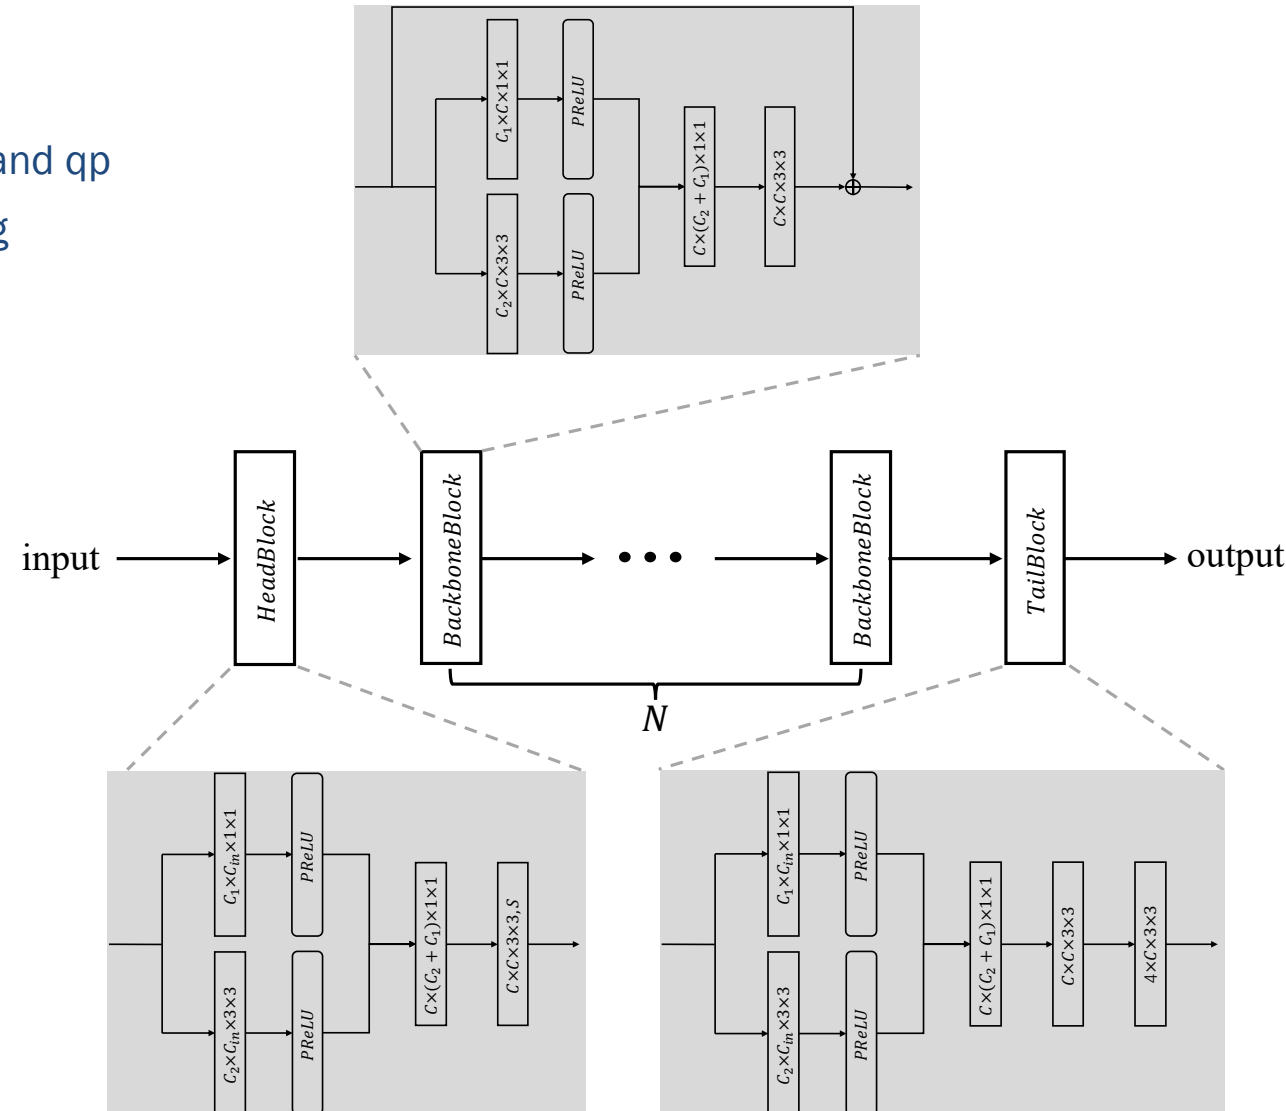 C₁×C×1×1
PReLU
C₂×C×3×3
PReLU
C×(C₂ + C₁)×1×1
C×C×3×3
and qp
g
input
HeadBlock
BackboneBlock
BackboneBlock
TailBlock
output
N
C₁×Cᵢₙ×1×1
PReLU
C₂×Cᵢₙ×3×3
PReLU
C×(C₂ + C₁)×1×1
C×C×3×3,S
C₁×Cᵢₙ×1×1
PReLU
C₂×Cᵢₙ×3×3
PReLU
C×(C₂ + C₁)×1×1
C×C×3×3
4×C×3×3